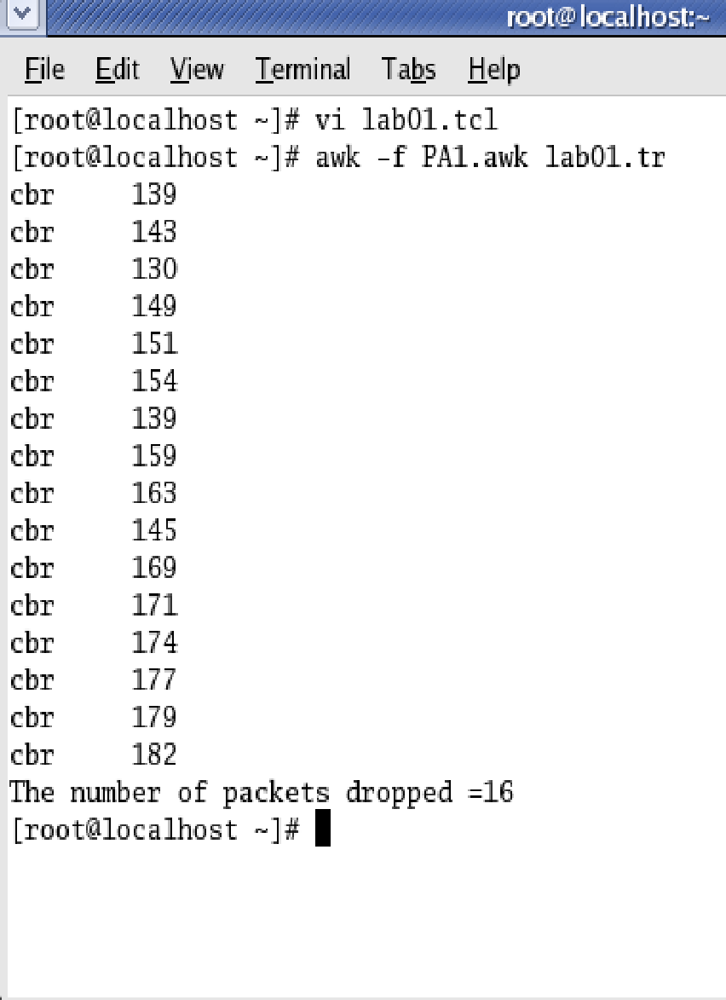 root@localhost:~
File Edit View Terminal Tabs Help
[root@localhost ~]# vi lab01.tcl
[root@localhost ~]# awk -f PA1.awk lab01.tr
cbr 139
cbr 143
cbr 130
cbr 149
cbr 151
cbr 154
cbr 139
cbr 159
cbr 163
cbr 145
cbr 169
cbr 171
cbr 174
cbr 177
cbr 179
cbr 182
The number of packets dropped =16
[root@localhost ~]#